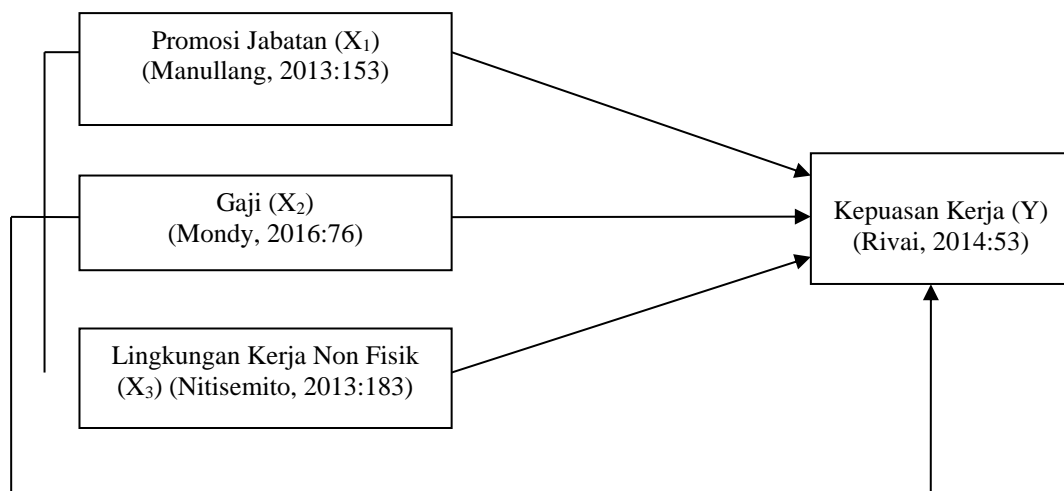 Promosi Jabatan (X₁)
(Manullang, 2013:153)
Gaji (X₂)
(Mondy, 2016:76)
Lingkungan Kerja Non Fisik
(X₃) (Nitisemito, 2013:183)
Kepuasan Kerja (Y)
(Rivai, 2014:53)